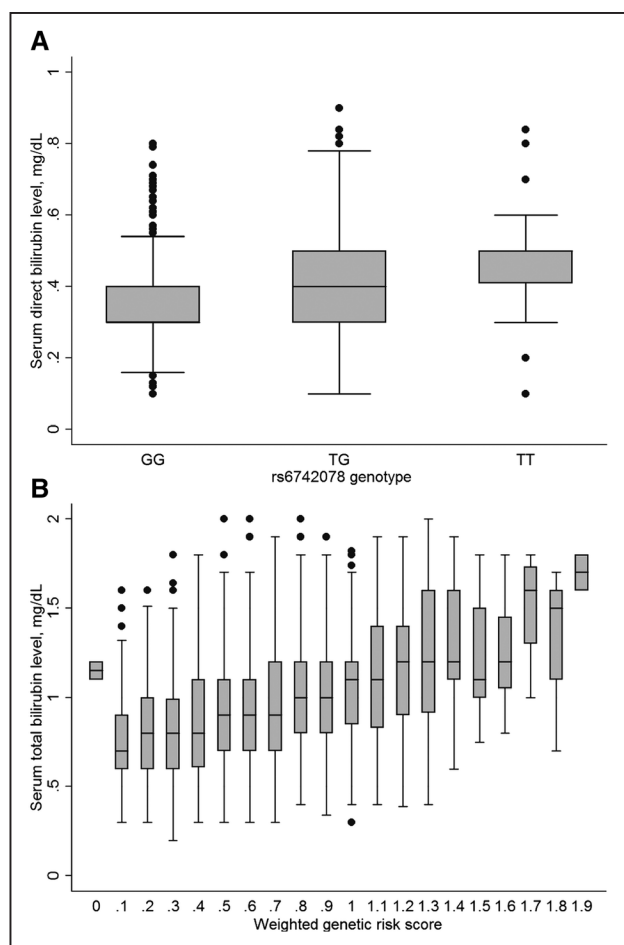 A
Serum direct bilirubin level, mg/dL
1
.8
.6
.4
.2
0
GG TG TT
rs6742078 genotype
B
Serum total bilirubin level, mg/dL
2
1.5
1
.5
0
0 .1 .2 .3 .4 .5 .6 .7 .8 .9 1 1.1 1.2 1.3 1.4 1.5 1.6 1.7 1.8 1.9
Weighted genetic risk score